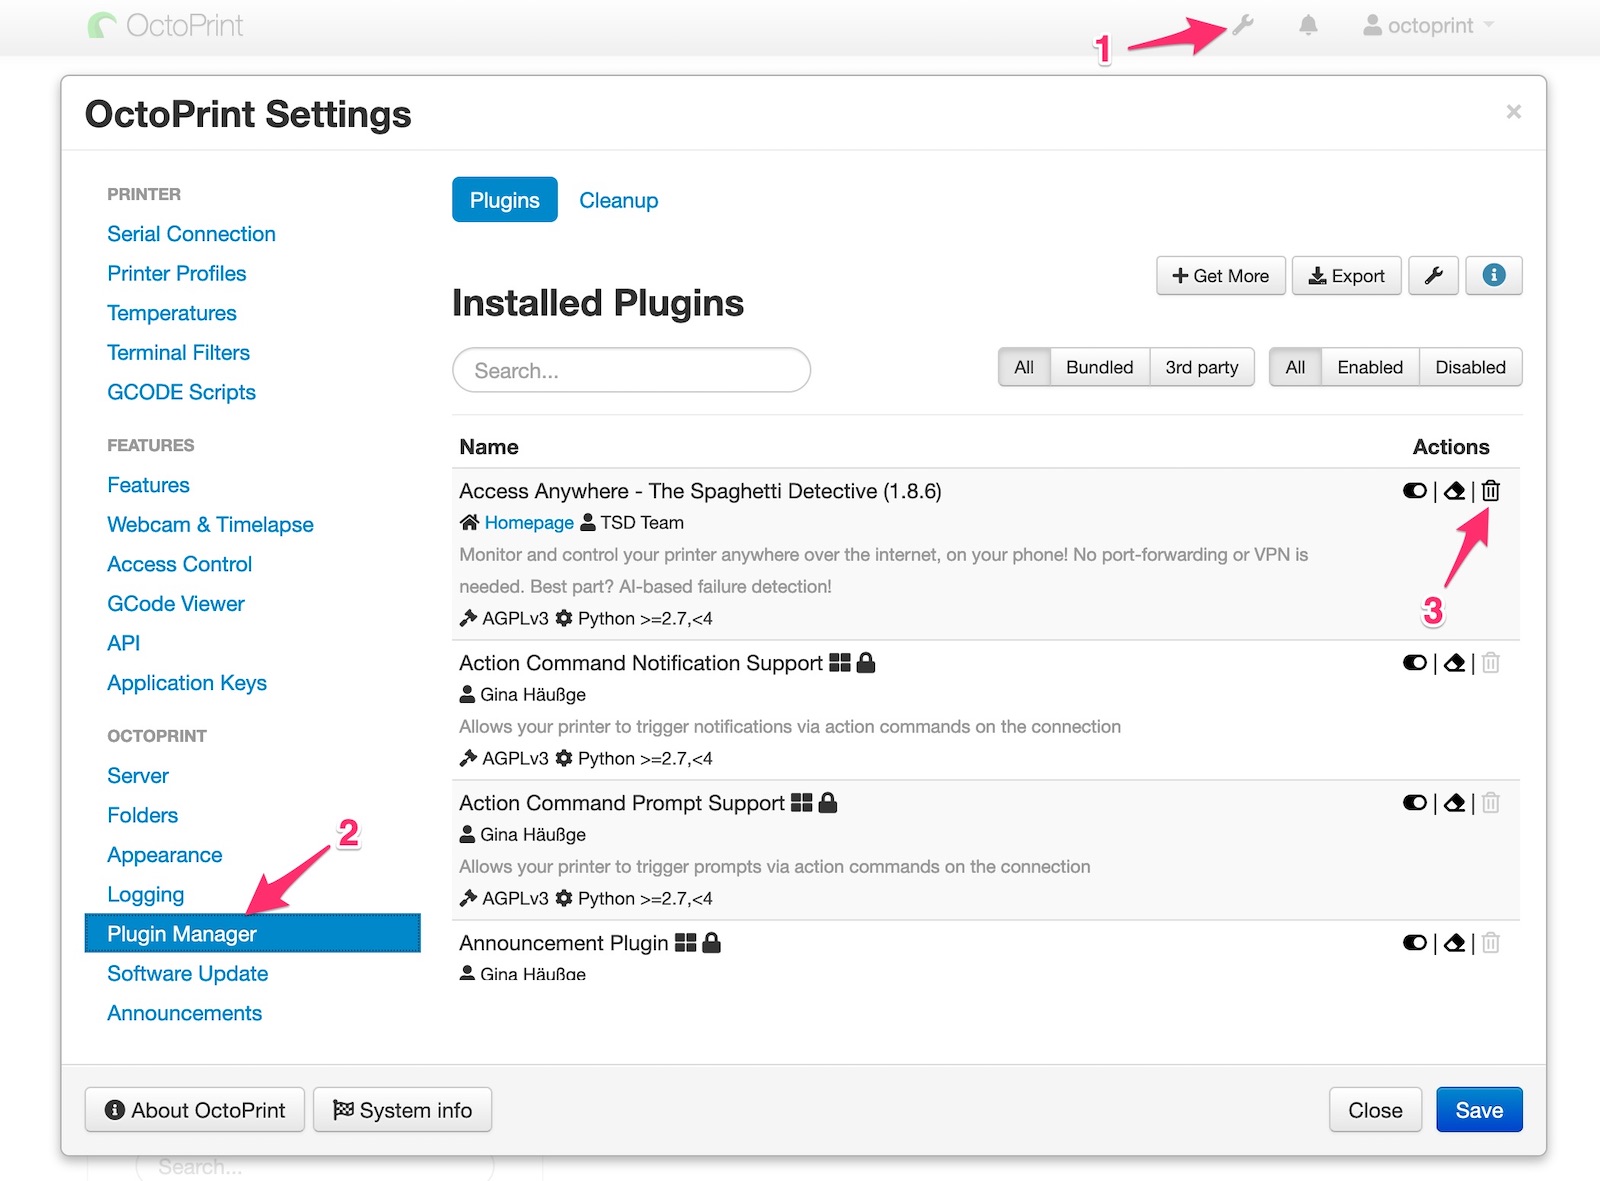 OctoPrint
1
octoprint
OctoPrint Settings
×
PRINTER
Serial Connection
Printer Profiles
Temperatures
Terminal Filters
GCODE Scripts
FEATURES
Features
Webcam & Timelapse
Access Control
GCode Viewer
API
Application Keys
OCTOPRINT
Server
Folders
2
Appearance
Logging
Plugin Manager
Software Update
Announcements
Plugins Cleanup
Get More Export
Installed Plugins
Search...
All Bundled 3rd party All Enabled Disabled
Name Actions
Access Anywhere - The Spaghetti Detective (1.8.6)
Homepage TSD Team
Monitor and control your printer anywhere over the internet, on your phone! No port-forwarding or VPN is
needed. Best part? AI-based failure detection!
3
AGPLv3 Python >=2.7,<4
Action Command Notification Support
Gina Häußge
Allows your printer to trigger notifications via action commands on the connection
AGPLv3 Python >=2.7,<4
Action Command Prompt Support
Gina Häußge
Allows your printer to trigger prompts via action commands on the connection
AGPLv3 Python >=2.7,<4
Announcement Plugin
Gina Häußge
About OctoPrint System info Close Save
Search...